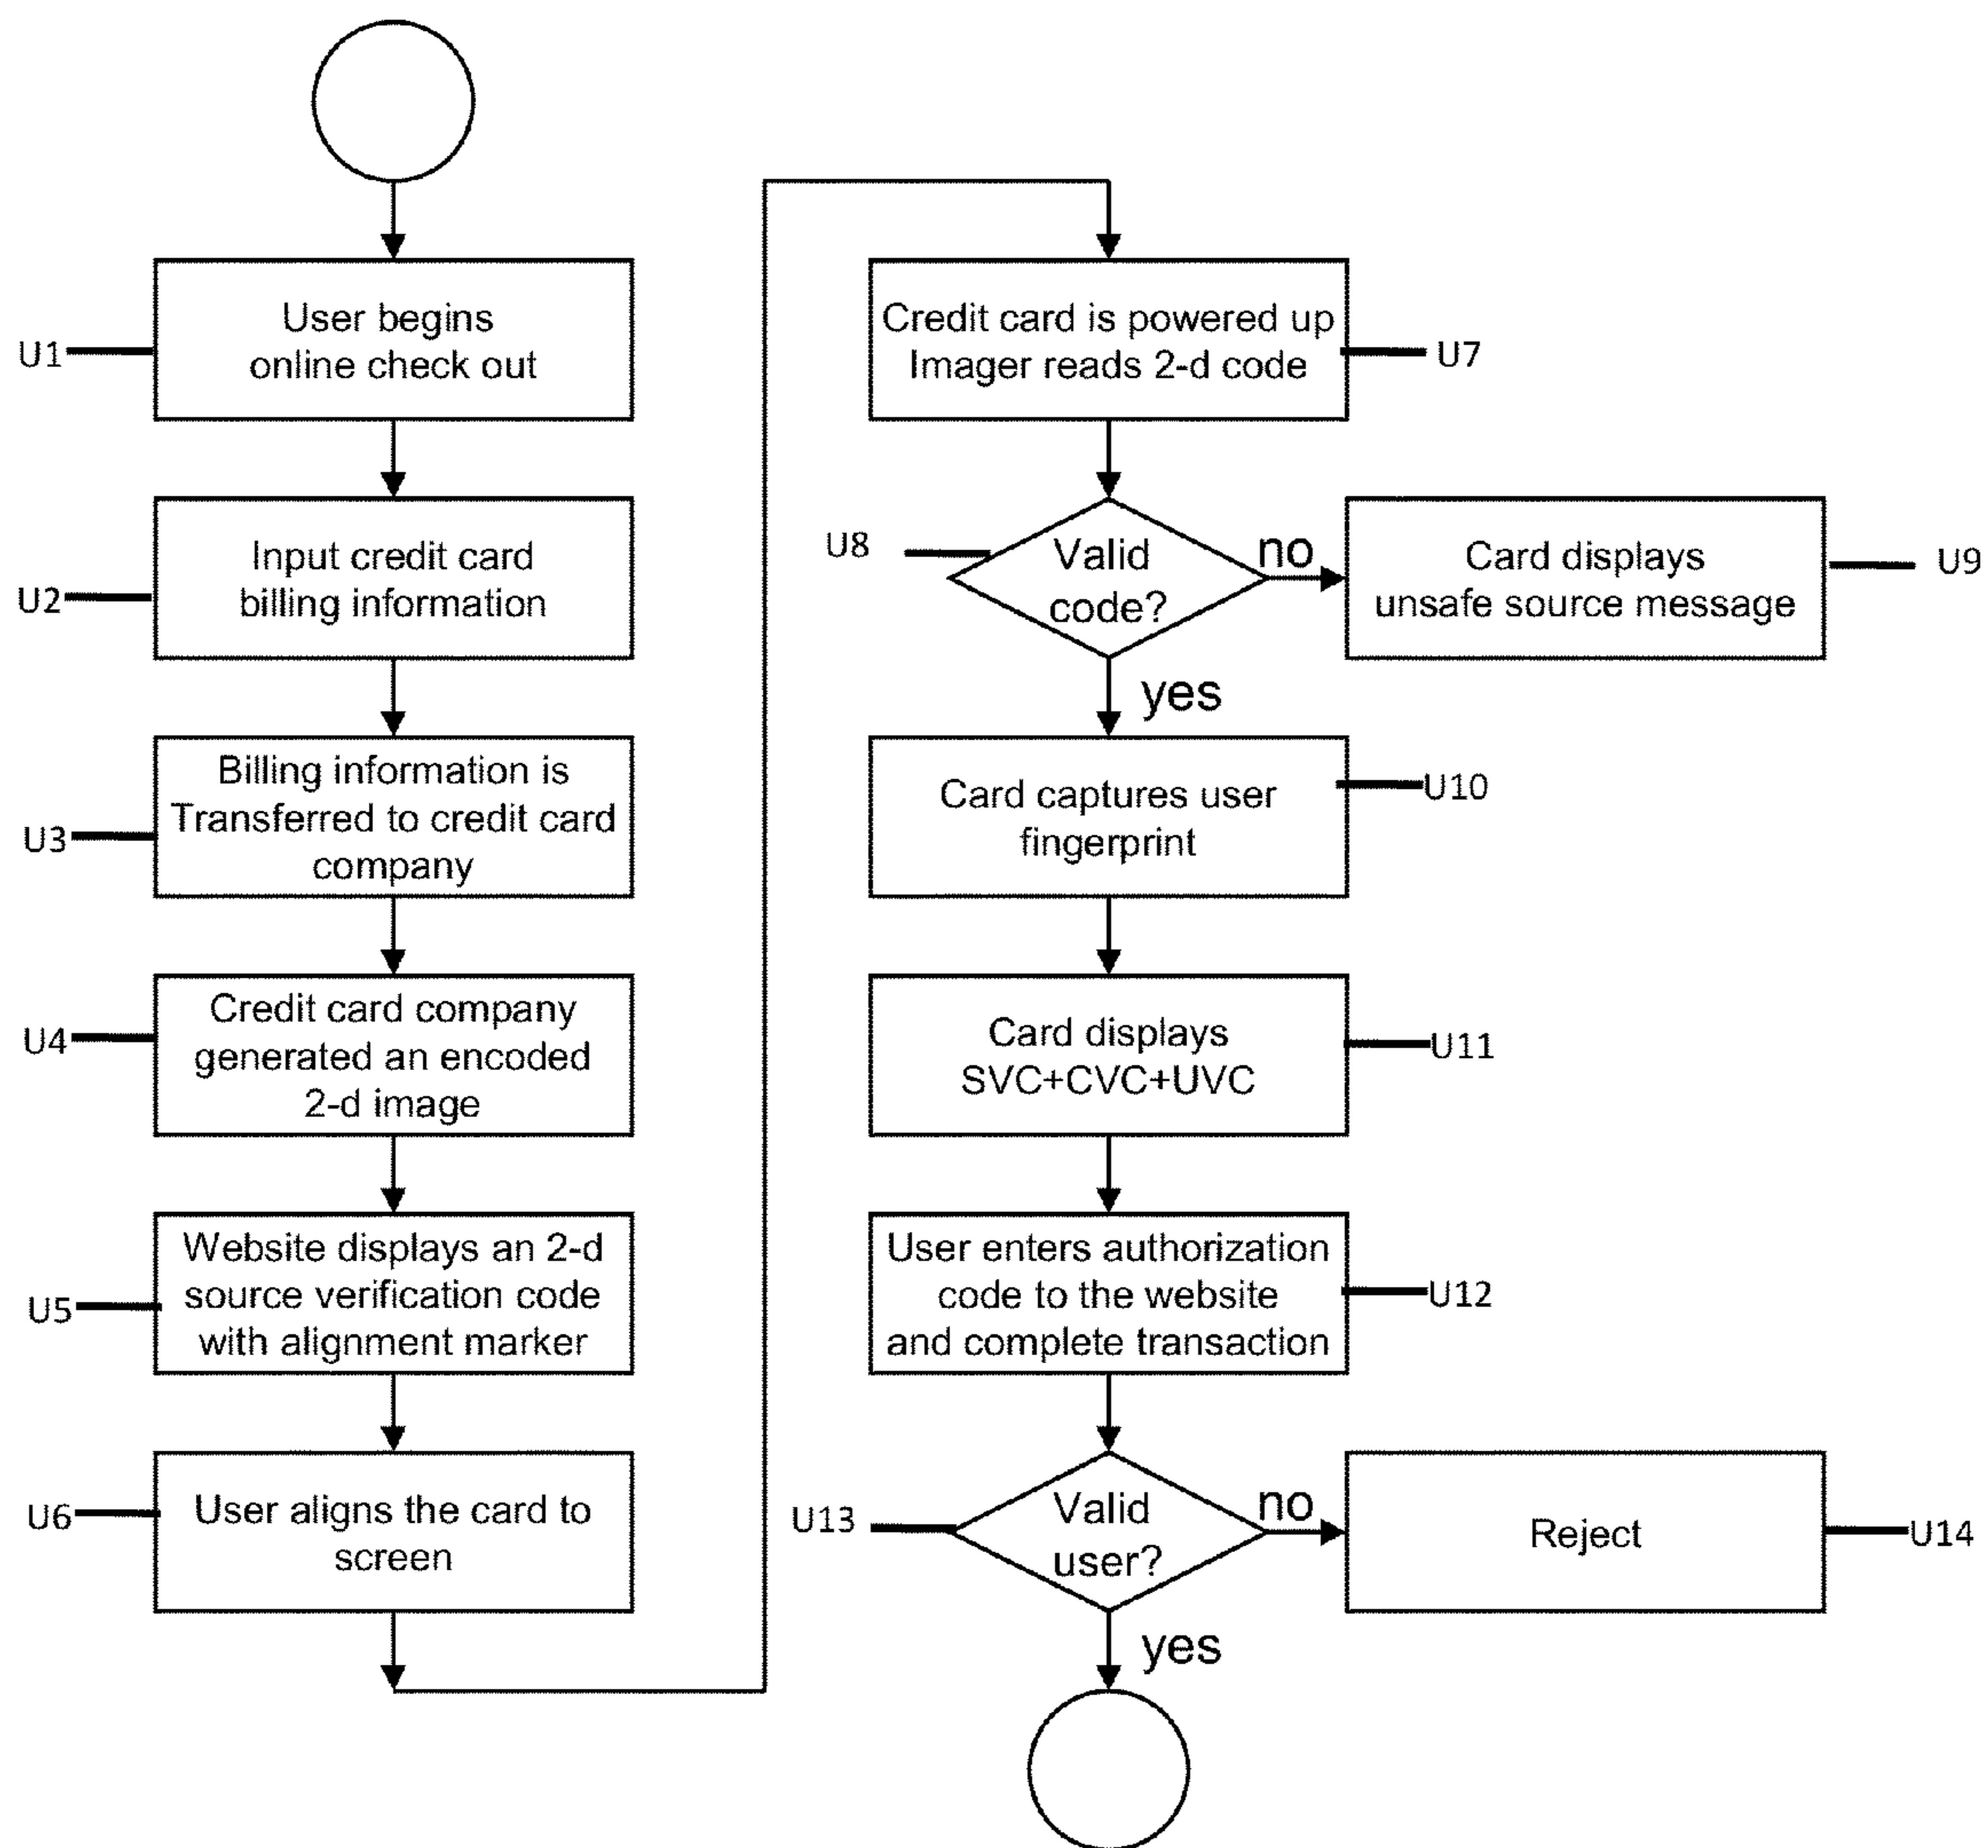 U1
User begins
online check out
U2
Input credit card
billing information
U3
Billing information is
Transferred to credit card
company
U4
Credit card company
generated an encoded
2-d image
U5
Website displays an 2-d
source verification code
with alignment marker
U6
User aligns the card to
screen
Credit card is powered up
Imager reads 2-d code
U7
U8
Valid
code?
no
Card displays
unsafe source message
U9
yes
Card captures user
fingerprint
U10
Card displays
SVC+CVC+UVC
U11
User enters authorization
code to the website
and complete transaction
U12
U13
Valid
user?
no
Reject
U14
yes